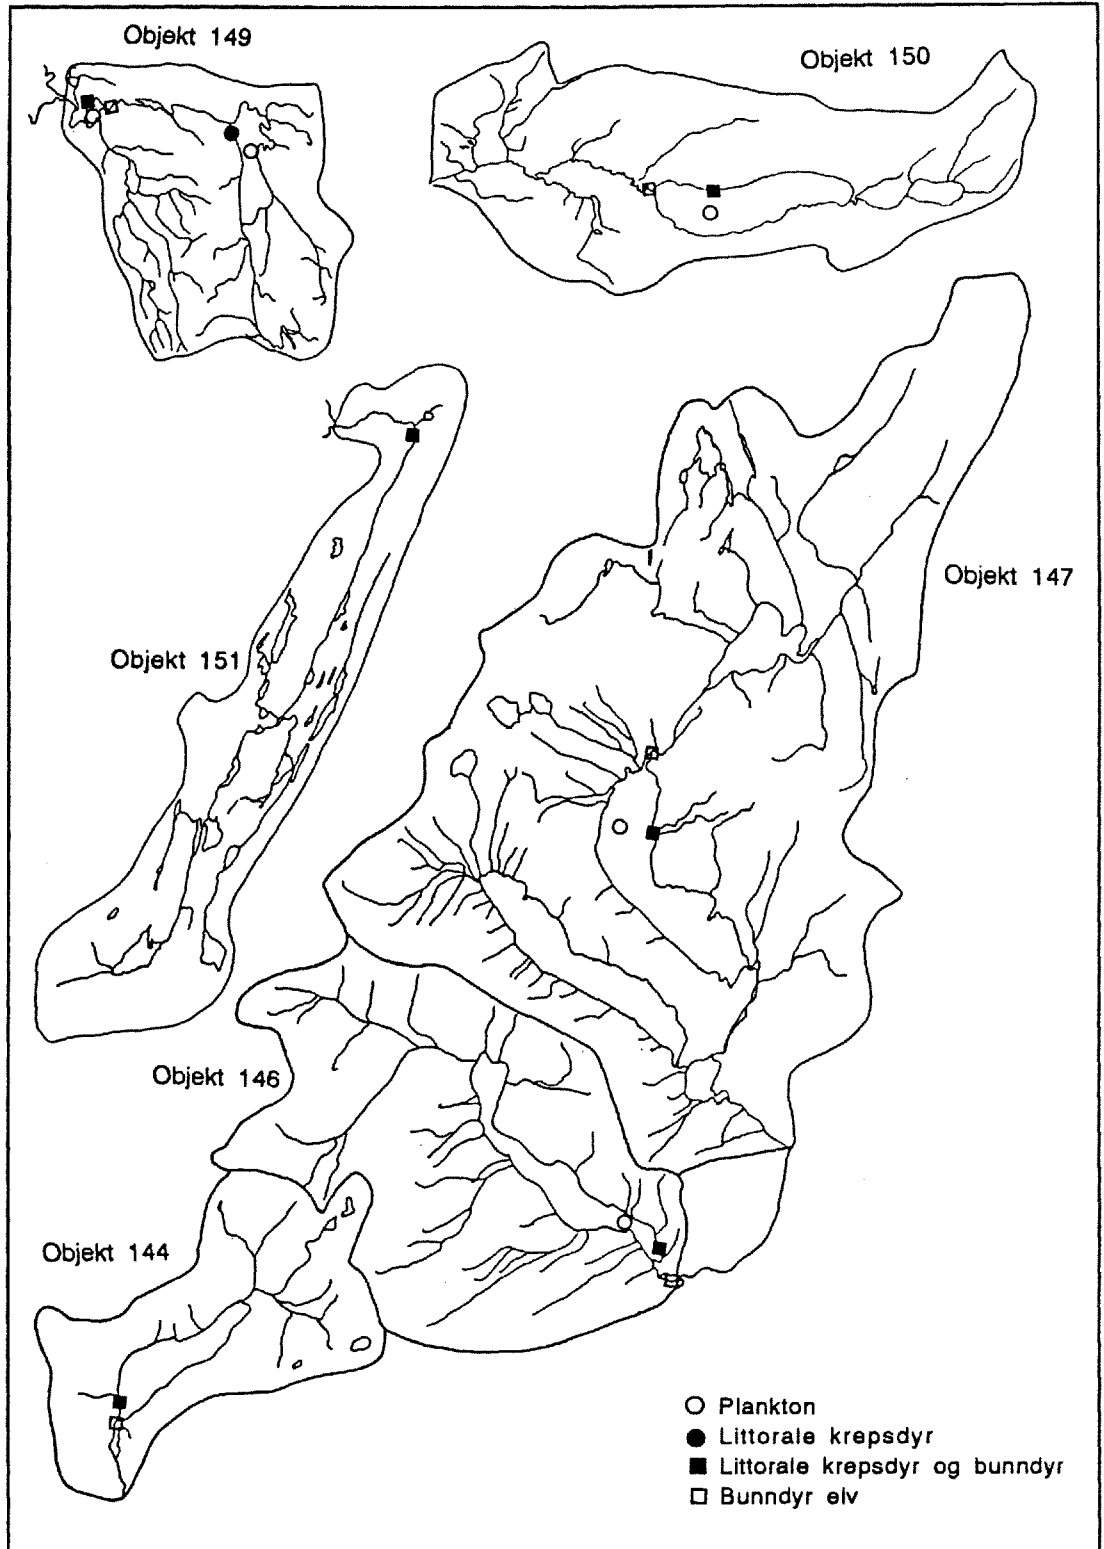 Objekt 149
Objekt 150
Objekt 147
Objekt 151
Objekt 146
Objekt 144
Plankton
Littorale krepsdyr
Littorale krepsdyr og bunndyr
Bunndyr elv